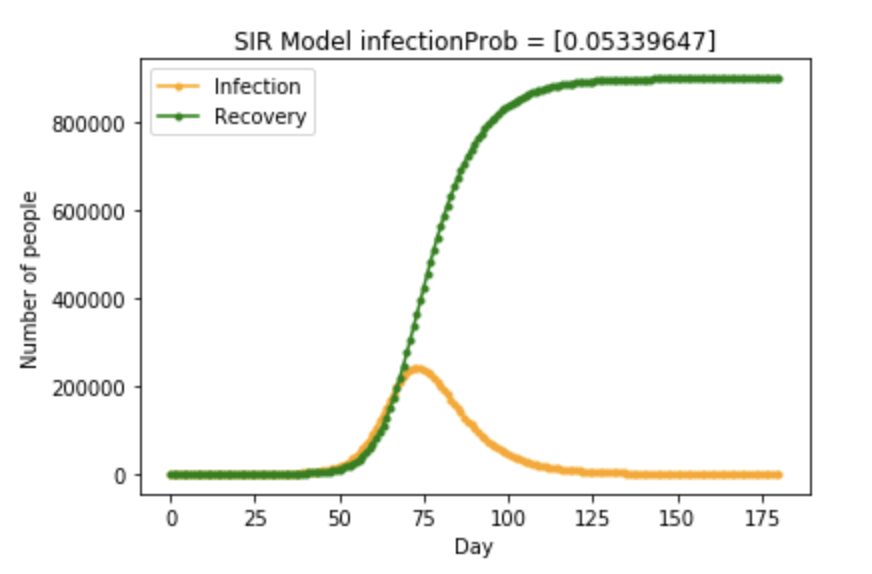 SIR Model infectionProb = [0.05339647]
Infection
Recovery
Number of people
800000
600000
400000
200000
0
0 25 50 75 100 125 150 175
Day